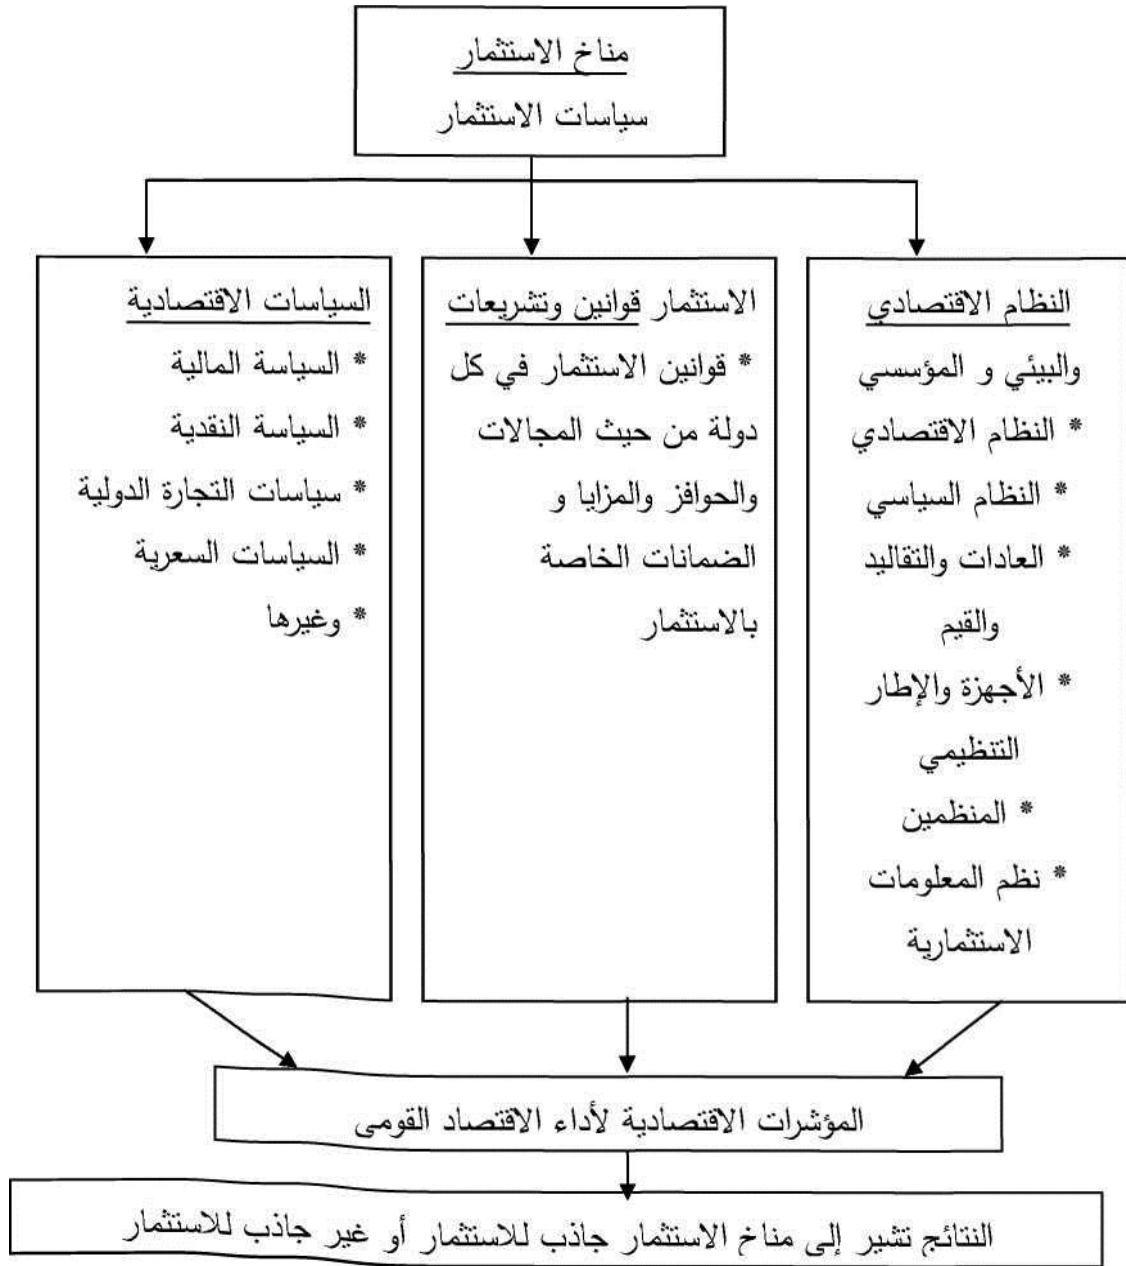 مناخ الاستثمار
سياسات الاستثمار
النظام الاقتصادي
والبيئي و المؤسسي
* النظام الاقتصادي
* النظام السياسي
* العادات والتقاليد
والقيم
* الأجهزة والإطار
التنظيمي
* المنظمين
* نظم المعلومات
الاستثمارية
الاستثمار قوانين وتشريعات
* قوانين الاستثمار في كل
دولة من حيث المجالات
والحوافز والمزايا و
الضمانات الخاصة
بالاستثمار
السياسات الاقتصادية
* السياسة المالية
* السياسة النقدية
* سياسات التجارة الدولية
* السياسات السعرية
* وغيرها
المؤشرات الاقتصادية لأداء الاقتصاد القومى
النتائج تشير إلى مناخ الاستثمار جاذب للاستثمار أو غير جاذب للاستثمار